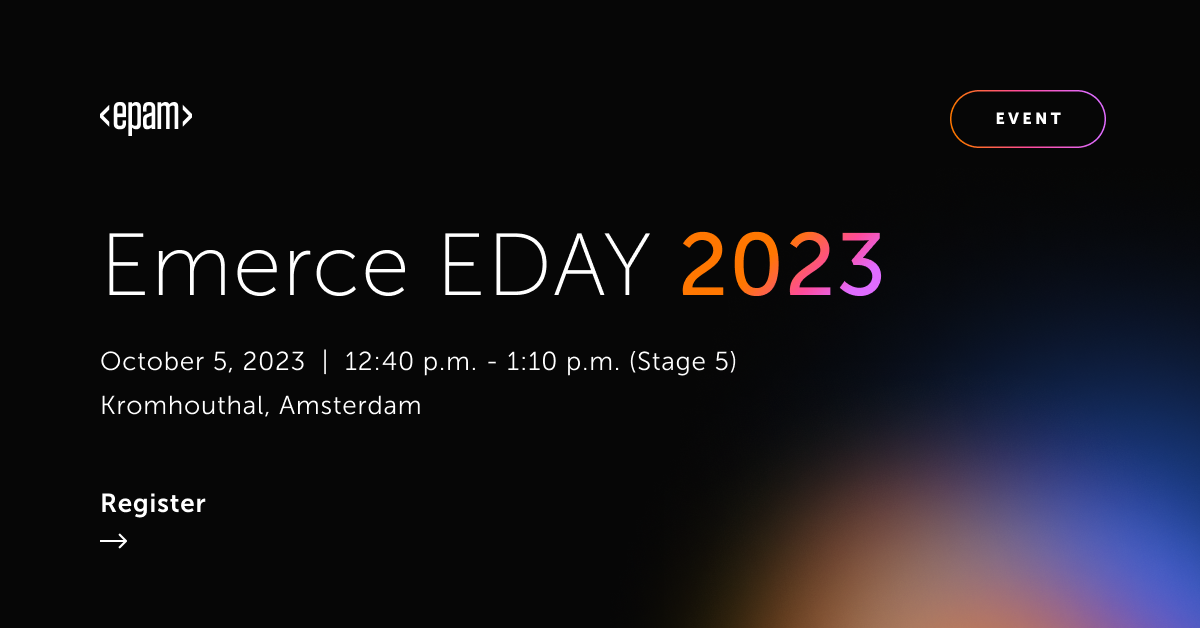 <epam>
EVENT
Emerce EDAY 2023
October 5, 2023 | 12:40 p.m. - 1:10 p.m. (Stage 5)
Kromhouthal, Amsterdam
Register